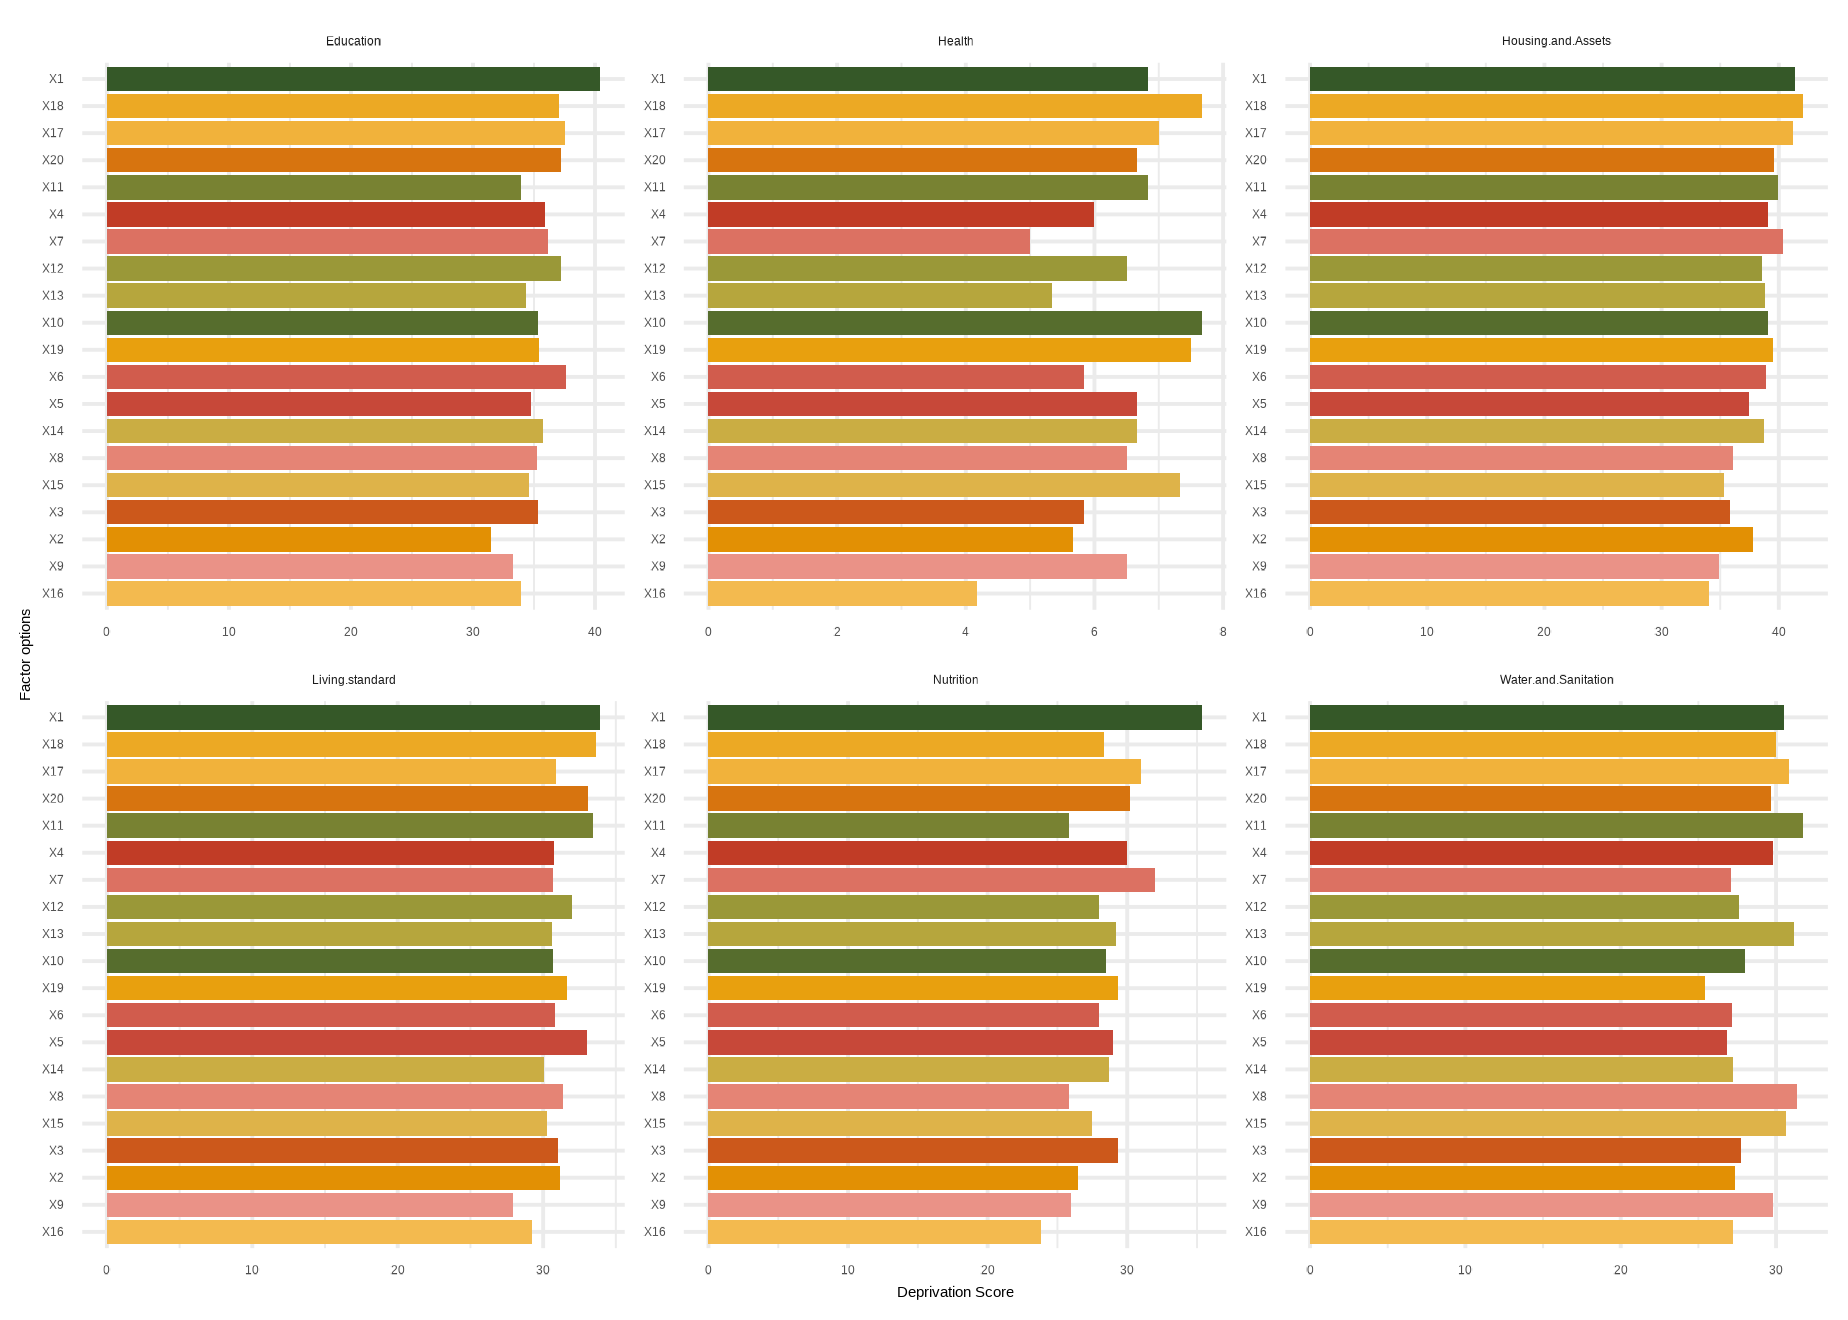 Education
Health
Housing.and.Assets
X1
X18
X17
X20
X11
X4
X7
X12
X13
X10
X19
X6
X5
X14
X8
X15
X3
X2
X9
X16
0 10 20 30 40
X1
X18
X17
X20
X11
X4
X7
X12
X13
X10
X19
X6
X5
X14
X8
X15
X3
X2
X9
X16
0 2 4 6 8
X1
X18
X17
X20
X11
X4
X7
X12
X13
X10
X19
X6
X5
X14
X8
X15
X3
X2
X9
X16
0 10 20 30 40
Factor options
Living.standard
Nutrition
Water.and.Sanitation
X1
X18
X17
X20
X11
X4
X7
X12
X13
X10
X19
X6
X5
X14
X8
X15
X3
X2
X9
X16
0 10 20 30
X1
X18
X17
X20
X11
X4
X7
X12
X13
X10
X19
X6
X5
X14
X8
X15
X3
X2
X9
X16
0 10 20 30
X1
X18
X17
X20
X11
X4
X7
X12
X13
X10
X19
X6
X5
X14
X8
X15
X3
X2
X9
X16
0 10 20 30
Deprivation Score